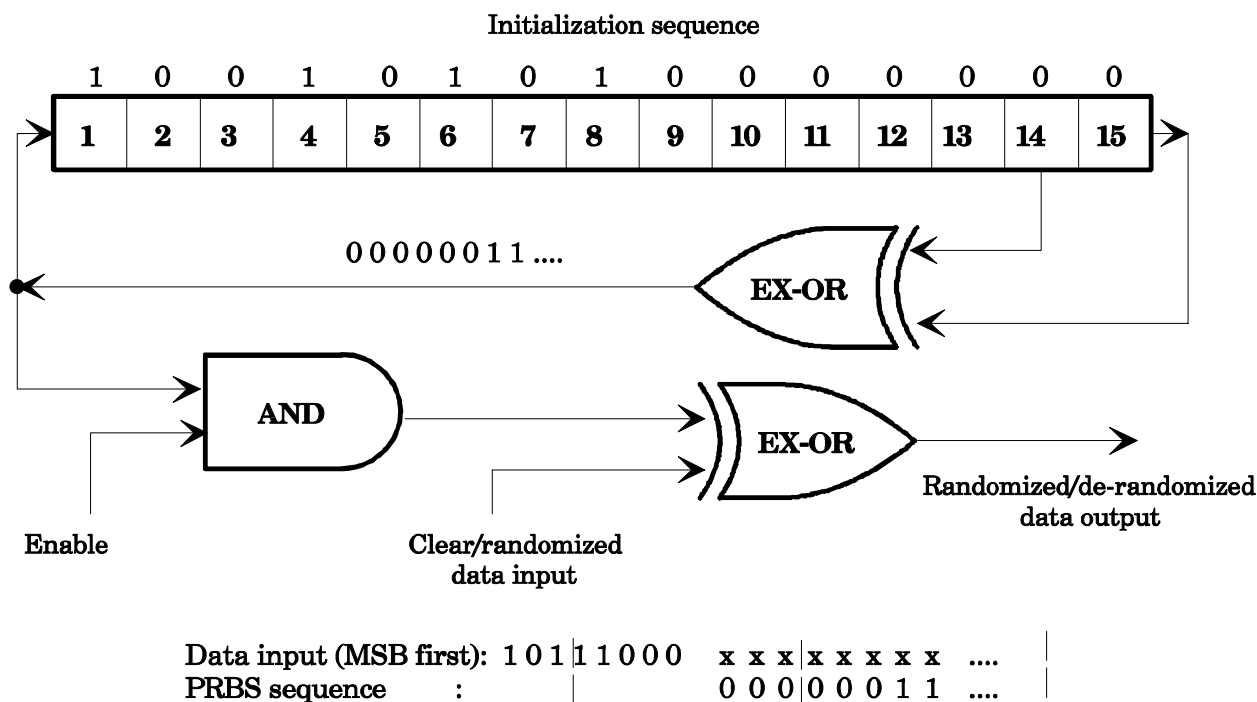 Initialization sequence
1 0 0 1 0 1 0 1 0 0 0 0 0 0 0
1 2 3 4 5 6 7 8 9 10 11 12 13 14 15
0 0 0 0 0 0 1 1 ....
EX-OR
AND
EX-OR
Enable
Clear/randomized
data input
Randomized/de-randomized
data output
Data input (MSB first): 1 0 1 1 1 0 0 0 x x x x x x x x ....
PRBS sequence : 0 0 0 0 0 0 1 1 ....